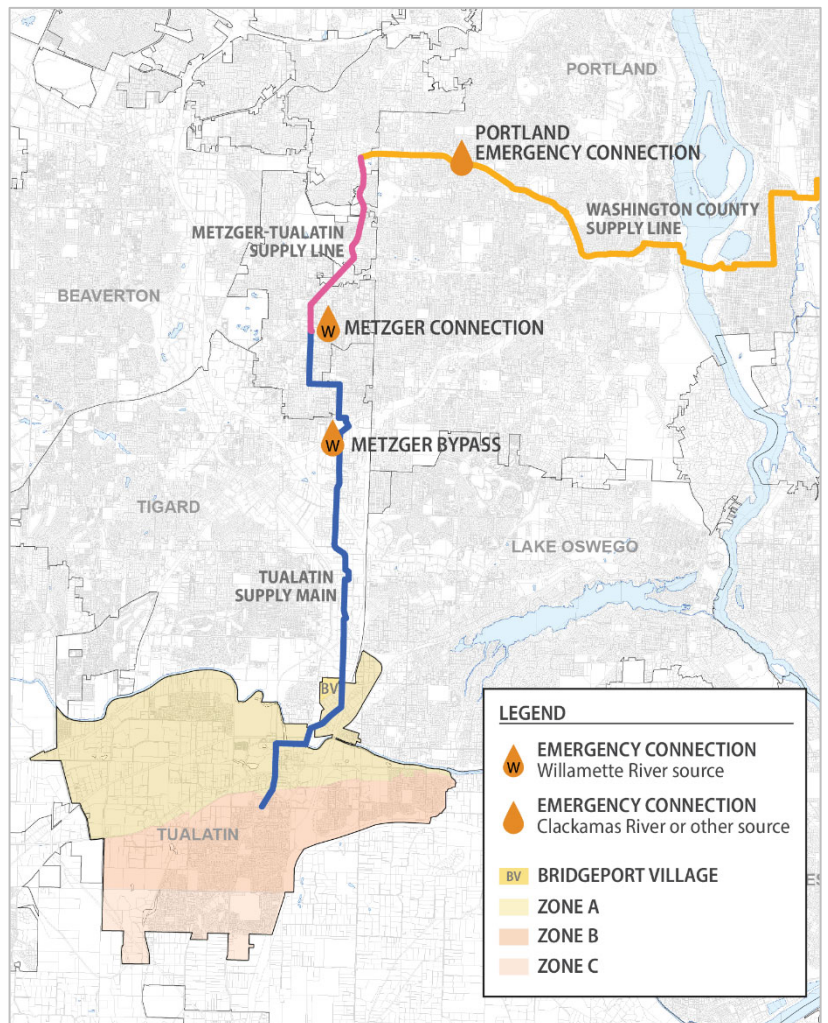 PORTLAND
PORTLAND
EMERGENCY CONNECTION
WASHINGTON COUNTY
SUPPLY LINE
METZGER-TUALATIN
SUPPLY LINE
BEAVERTON
W
METZGER CONNECTION
W
METZGER BYPASS
TIGARD
LAKE OSWEGO
TUALATIN
SUPPLY MAIN
BV
TUALATIN
LEGEND
W
EMERGENCY CONNECTION
Willamette River source
EMERGENCY CONNECTION
Clackamas River or other source
BV
BRIDGEPORT VILLAGE
ZONE A
ZONE B
ZONE C